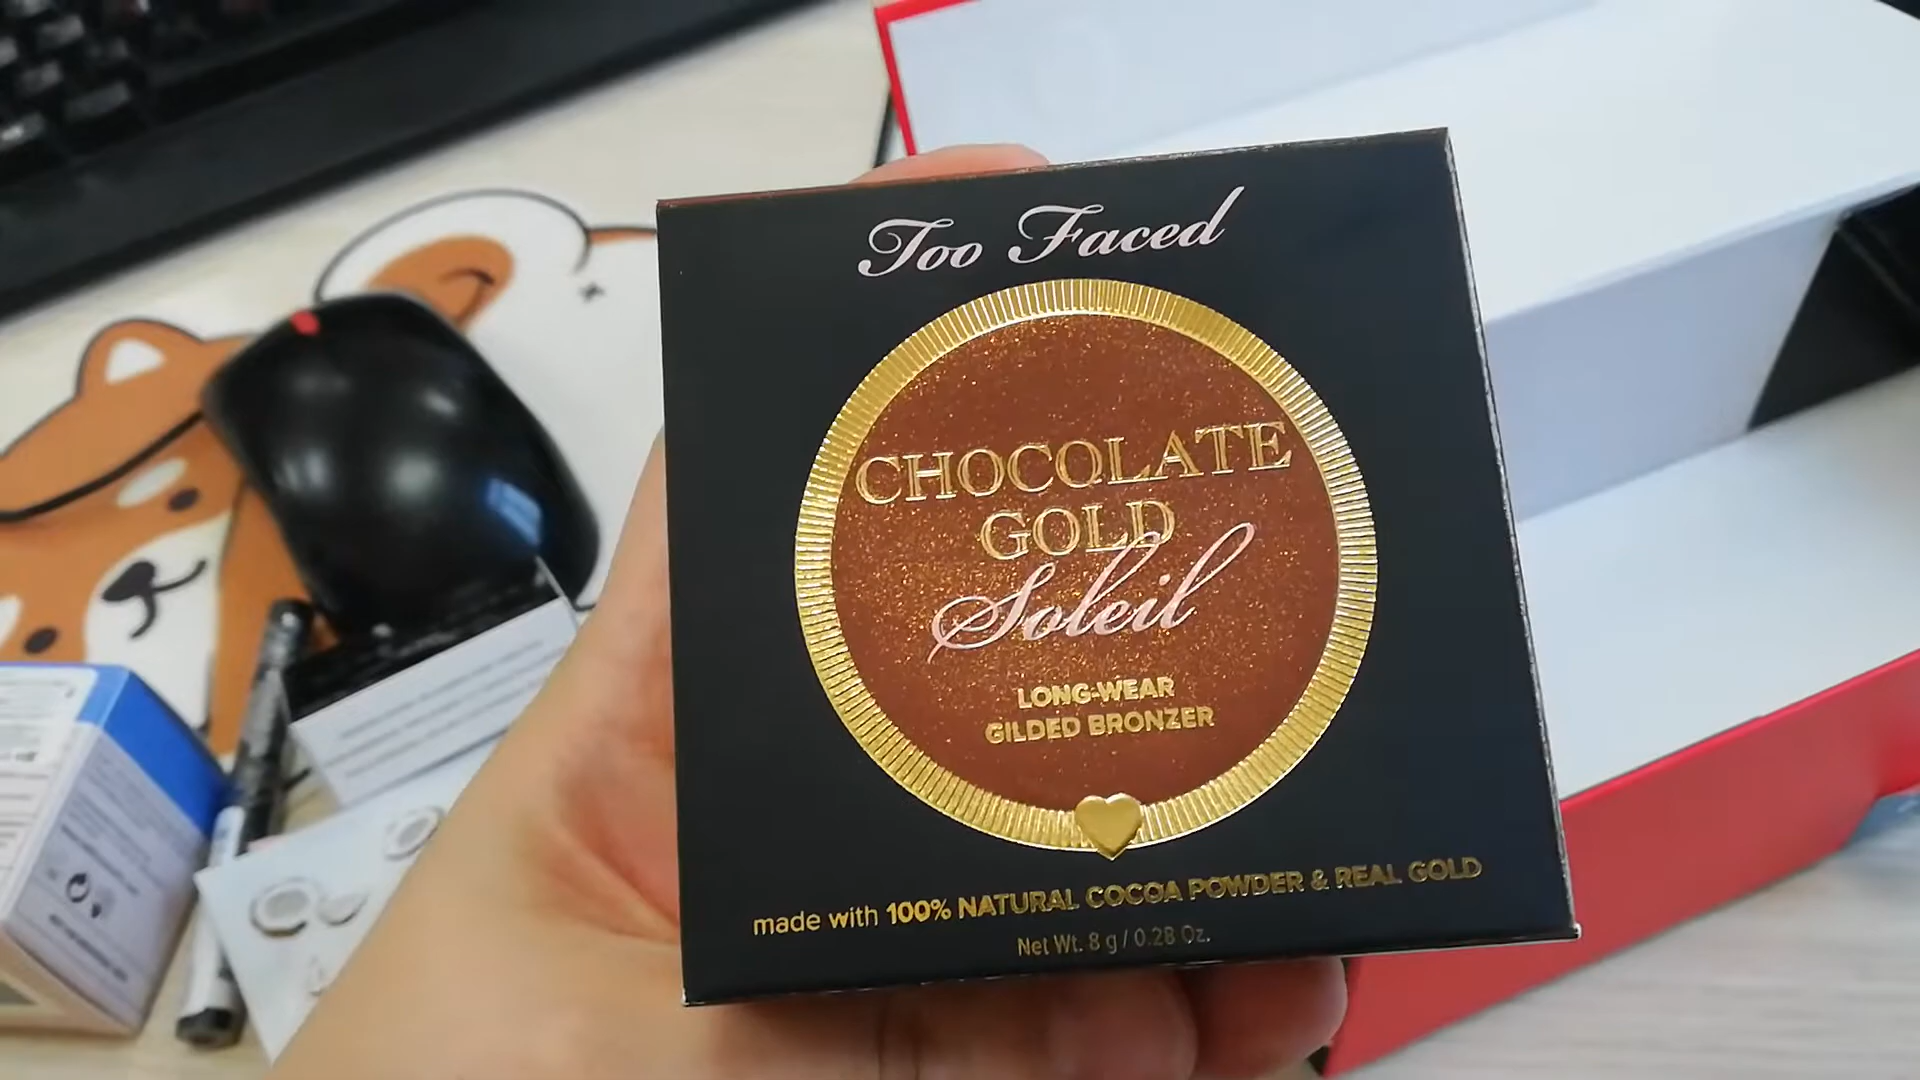 Too Faced
CHOCOLATE
GOLD
Soleil
LONG-WEAR
GILDED BRONZER
made with 100% NATURAL COCOA POWDER & REAL GOLD
Net Wt. 8 g / 0.28 Oz.